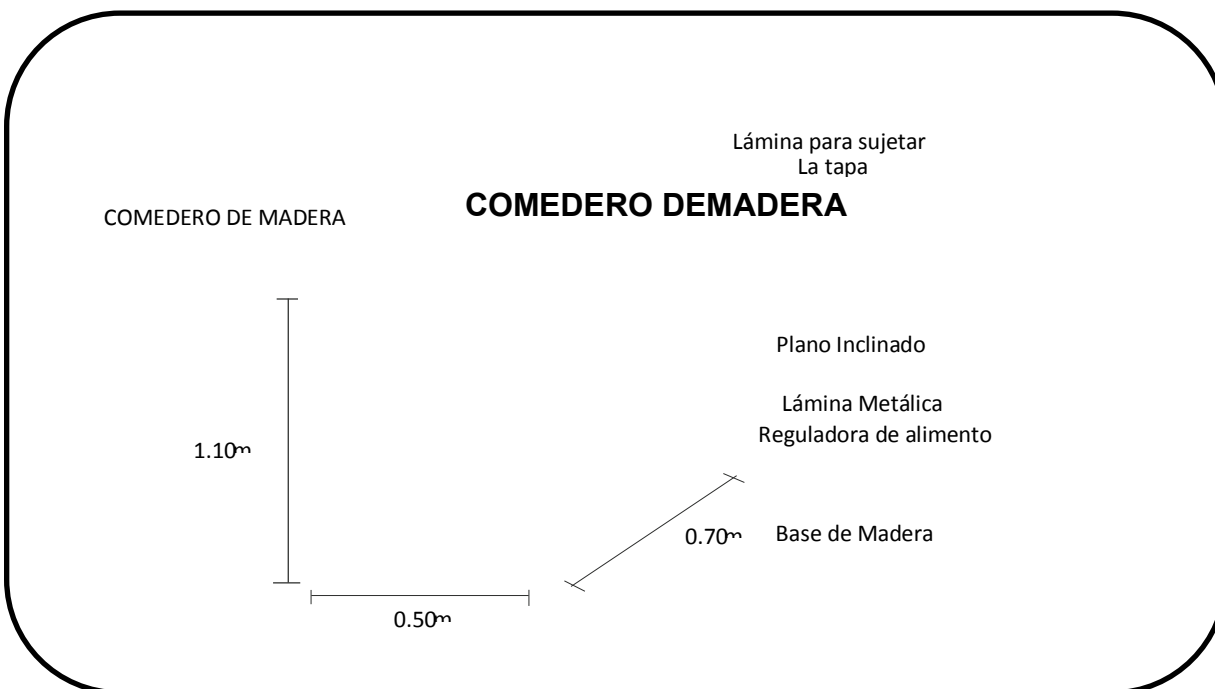 Lámina para sujetar
La tapa
COMEDERO DEMADERA
COMEDERO DE MADERA
Plano Inclinado
Lámina Metálica
Reguladora de alimento
1.10m
0.70m
Base de Madera
0.50m